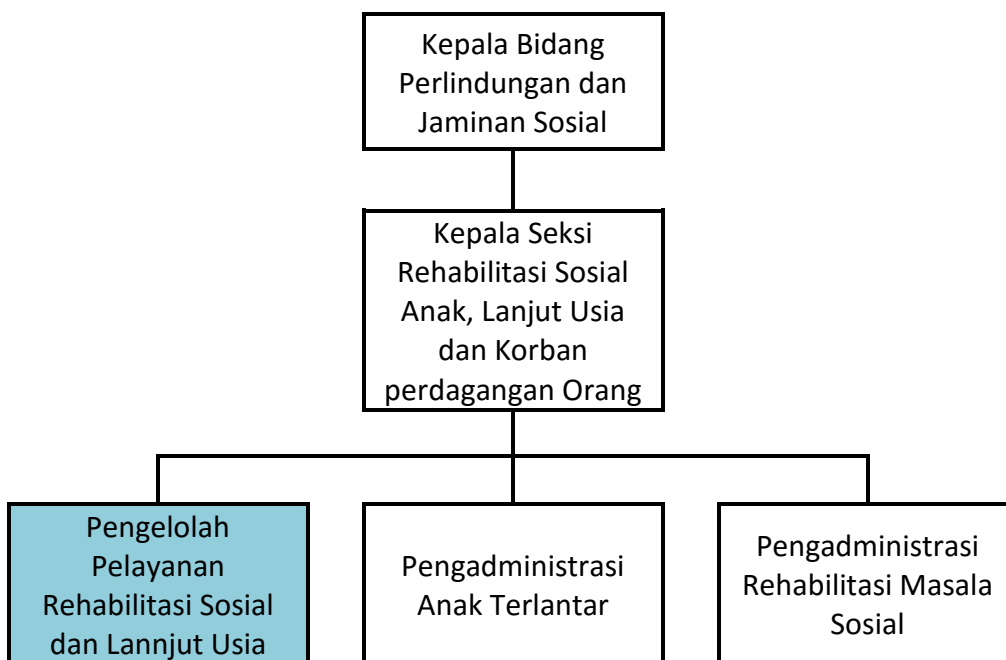 Kepala Bidang
Perlindungan dan
Jaminan Sosial
Kepala Seksi
Rehabilitasi Sosial
Anak, Lanjut Usia
dan Korban
perdagangan Orang
Pengelolah
Pelayanan
Rehabilitasi Sosial
dan Lannjut Usia
Pengadministrasi
Anak Terlantar
Pengadministrasi
Rehabilitasi Masala
Sosial